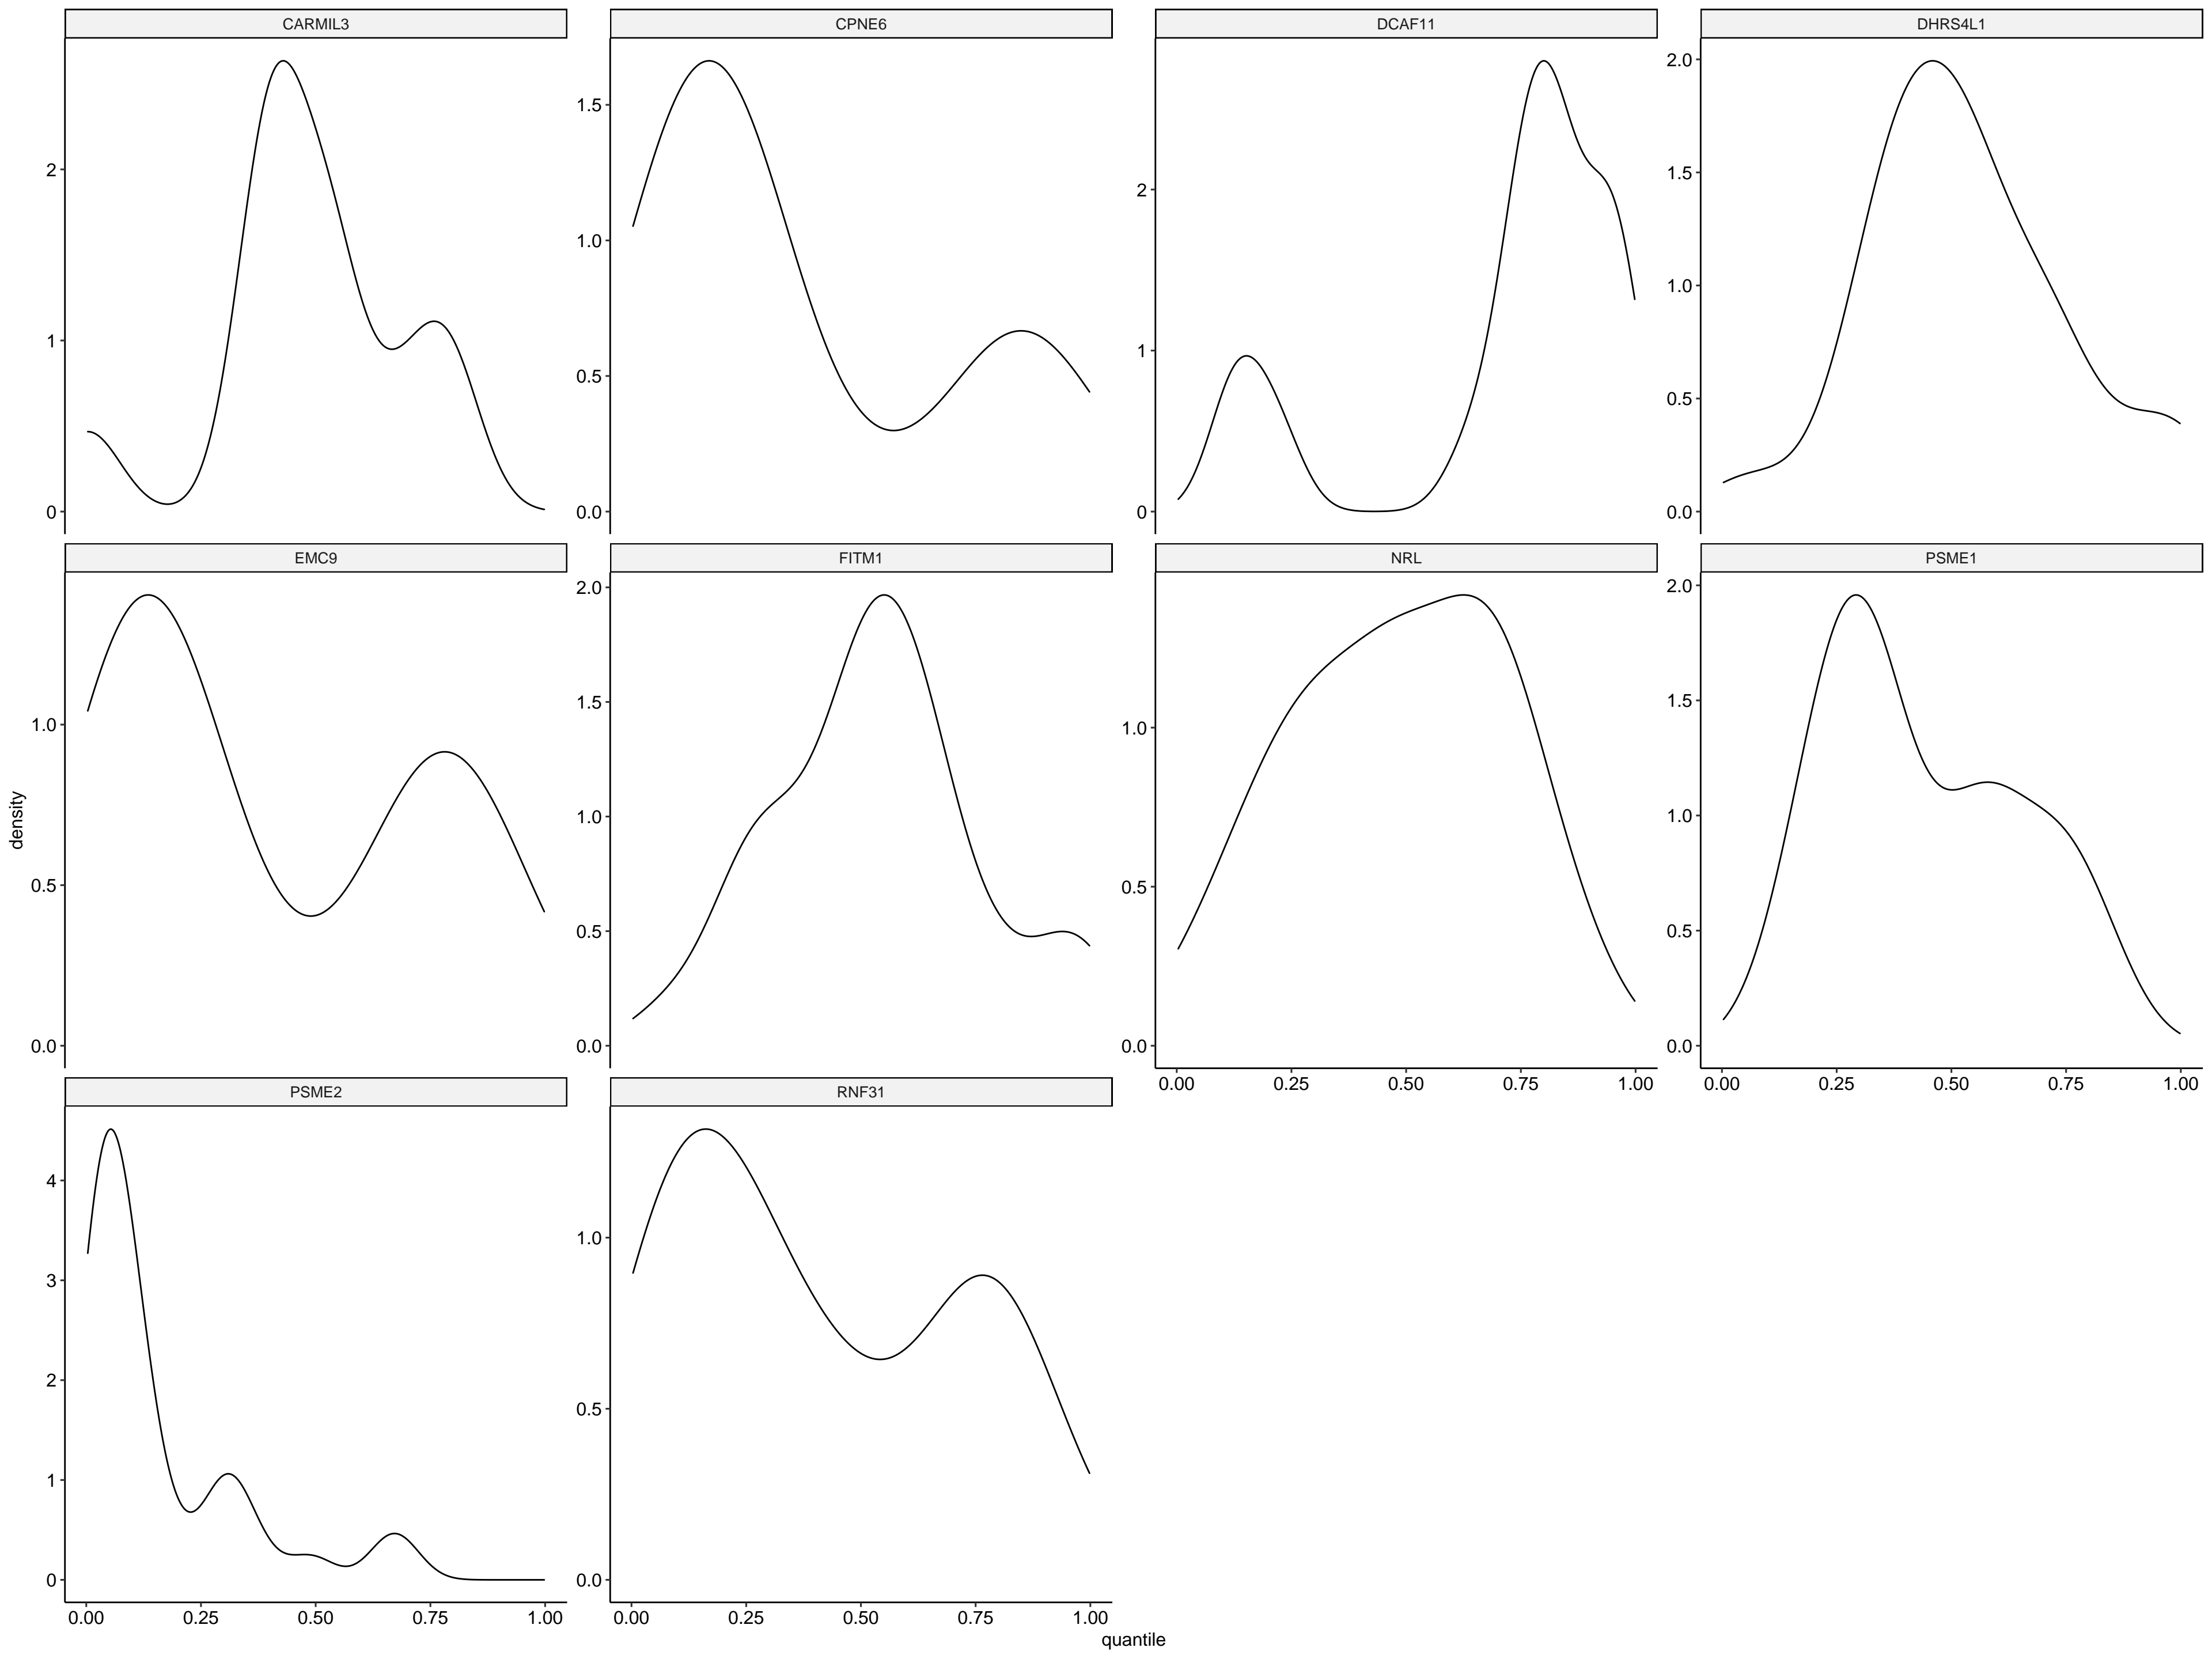 CARMIL3 CPNE6 DCAF11 DHRS4L1
2 1 0
1.5 1.0 0.5 0.0
2 1 0
2.0 1.5 1.0 0.5 0.0
EMC9 FITM1 NRL PSME1
density
1.0 0.5 0.0
2.0 1.5 1.0 0.5 0.0
1.0 0.5 0.0
2.0 1.5 1.0 0.5 0.0
0.00 0.25 0.50 0.75 1.00 0.00 0.25 0.50 0.75 1.00
PSME2 RNF31
4 3 2 1 0
1.0 0.5 0.0
0.00 0.25 0.50 0.75 1.00 0.00 0.25 0.50 0.75 1.00
quantile